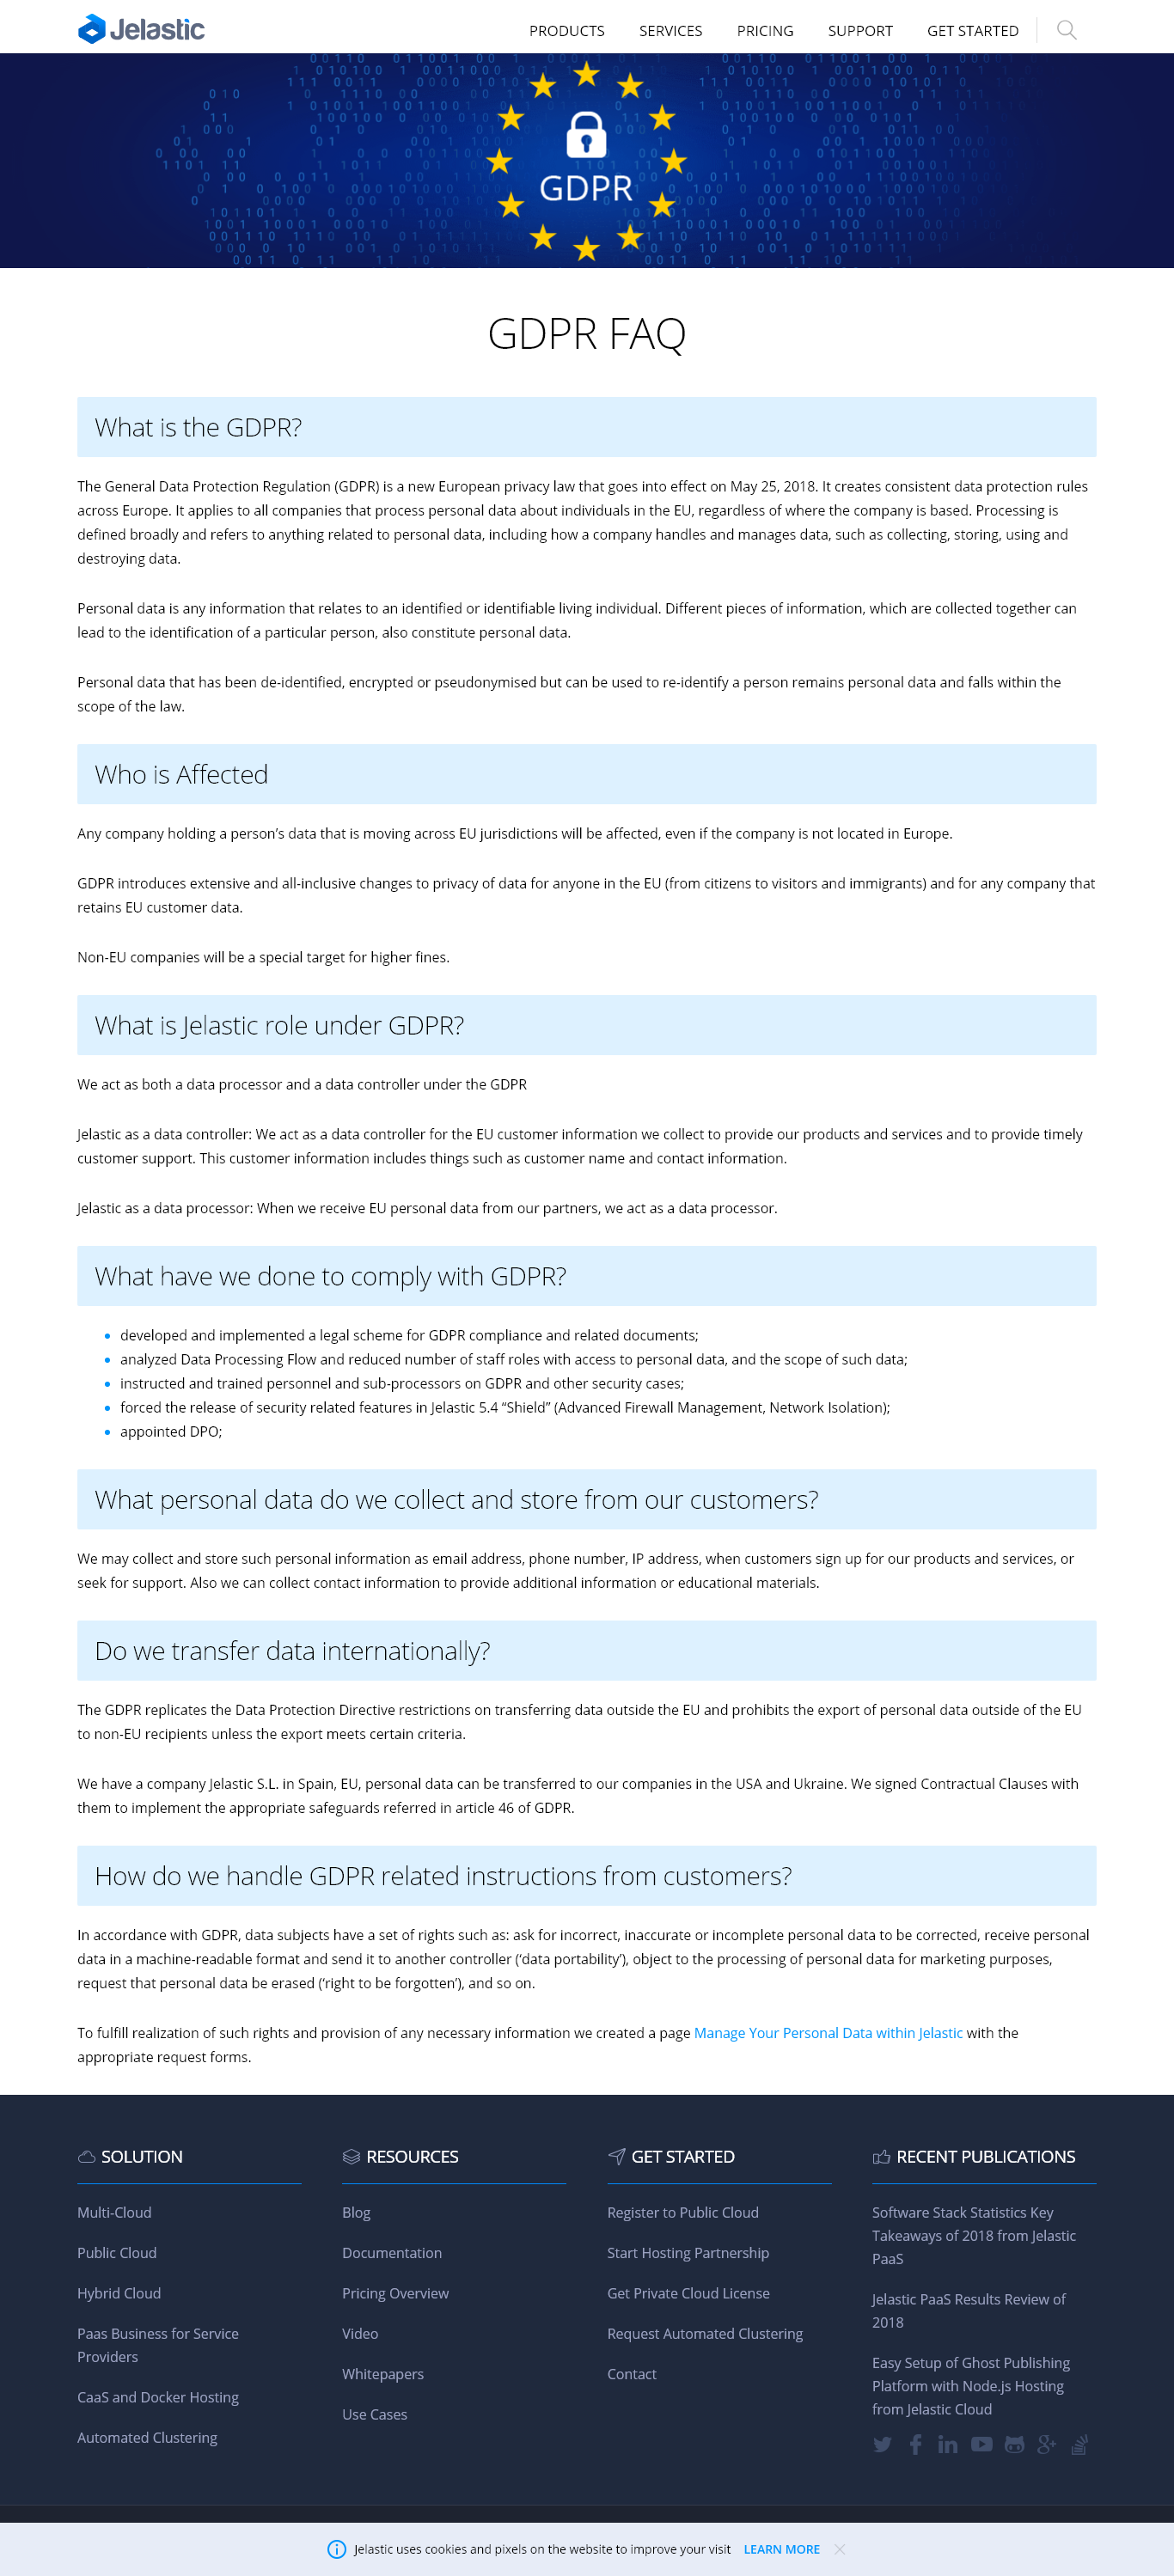 Jelastic
PRODUCTS SERVICES PRICING SUPPORT GET STARTED
GDPR
GDPR FAQ
What is the GDPR?
The General Data Protection Regulation (GDPR) is a new European privacy law that goes into effect on May 25, 2018. It creates consistent data protection rules
across Europe. It applies to all companies that process personal data about individuals in the EU, regardless of where the company is based. Processing is
defined broadly and refers to anything related to personal data, including how a company handles and manages data, such as collecting, storing, using and
destroying data.
Personal data is any information that relates to an identified or identifiable living individual. Different pieces of information, which are collected together can
lead to the identification of a particular person, also constitute personal data.
Personal data that has been de-identified, encrypted or pseudonymised but can be used to re-identify a person remains personal data and falls within the
scope of the law.
Who is Affected
Any company holding a person’s data that is moving across EU jurisdictions will be affected, even if the company is not located in Europe.
GDPR introduces extensive and all-inclusive changes to privacy of data for anyone in the EU (from citizens to visitors and immigrants) and for any company that
retains EU customer data.
Non-EU companies will be a special target for higher fines.
What is Jelastic role under GDPR?
We act as both a data processor and a data controller under the GDPR
Jelastic as a data controller: We act as a data controller for the EU customer information we collect to provide our products and services and to provide timely
customer support. This customer information includes things such as customer name and contact information.
Jelastic as a data processor: When we receive EU personal data from our partners, we act as a data processor.
What have we done to comply with GDPR?
developed and implemented a legal scheme for GDPR compliance and related documents;
analyzed Data Processing Flow and reduced number of staff roles with access to personal data, and the scope of such data;
instructed and trained personnel and sub-processors on GDPR and other security cases;
forced the release of security related features in Jelastic 5.4 “Shield” (Advanced Firewall Management, Network Isolation);
appointed DPO;
What personal data do we collect and store from our customers?
We may collect and store such personal information as email address, phone number, IP address, when customers sign up for our products and services, or
seek for support. Also we can collect contact information to provide additional information or educational materials.
Do we transfer data internationally?
The GDPR replicates the Data Protection Directive restrictions on transferring data outside the EU and prohibits the export of personal data outside of the EU
to non-EU recipients unless the export meets certain criteria.
We have a company Jelastic S.L. in Spain, EU, personal data can be transferred to our companies in the USA and Ukraine. We signed Contractual Clauses with
them to implement the appropriate safeguards referred in article 46 of GDPR.
How do we handle GDPR related instructions from customers?
In accordance with GDPR, data subjects have a set of rights such as: ask for incorrect, inaccurate or incomplete personal data to be corrected, receive personal
data in a machine-readable format and send it to another controller (‘data portability’), object to the processing of personal data for marketing purposes,
request that personal data be erased (‘right to be forgotten’), and so on.
To fulfill realization of such rights and provision of any necessary information we created a page Manage Your Personal Data within Jelastic with the
appropriate request forms.
SOLUTION
Multi-Cloud
Public Cloud
Hybrid Cloud
Paas Business for Service
Providers
CaaS and Docker Hosting
Automated Clustering
RESOURCES
Blog
Documentation
Pricing Overview
Video
Whitepapers
Use Cases
GET STARTED
Register to Public Cloud
Start Hosting Partnership
Get Private Cloud License
Request Automated Clustering
Contact
RECENT PUBLICATIONS
Software Stack Statistics Key
Takeaways of 2018 from Jelastic
PaaS
Jelastic PaaS Results Review of
2018
Easy Setup of Ghost Publishing
Platform with Node.js Hosting
from Jelastic Cloud
Jelastic uses cookies and pixels on the website to improve your visit LEARN MORE